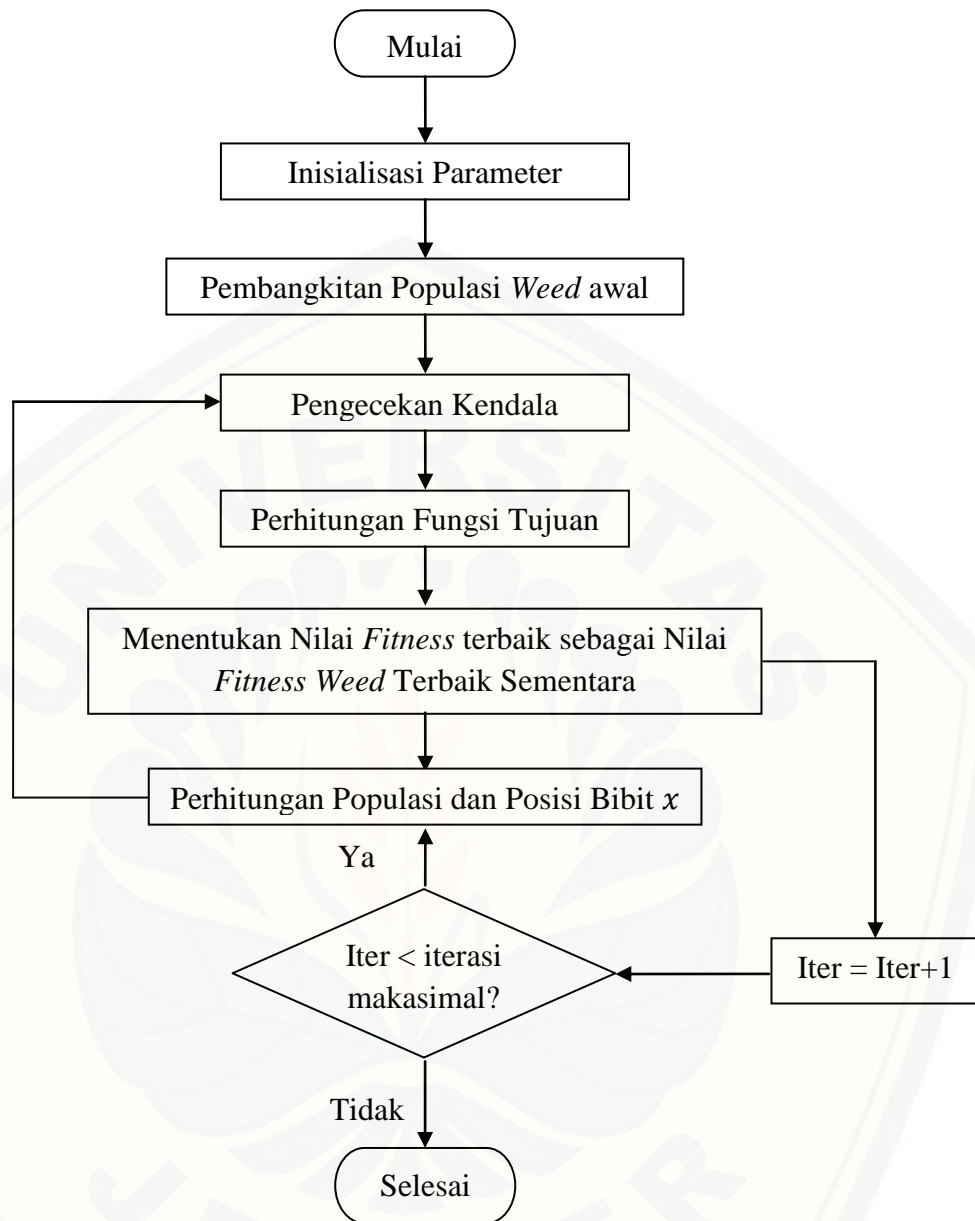 Mulai
Inisialisasi Parameter
Pembangkitan Populasi Weed awal
Pengecekan Kendala
Perhitungan Fungsi Tujuan
Menentukan Nilai Fitness terbaik sebagai Nilai
Fitness Weed Terbaik Sementara
Perhitungan Populasi dan Posisi Bibit x
Ya
Iter < iterasi
makasimal?
Iter = Iter+1
Tidak
Selesai
UNIVERSITAS